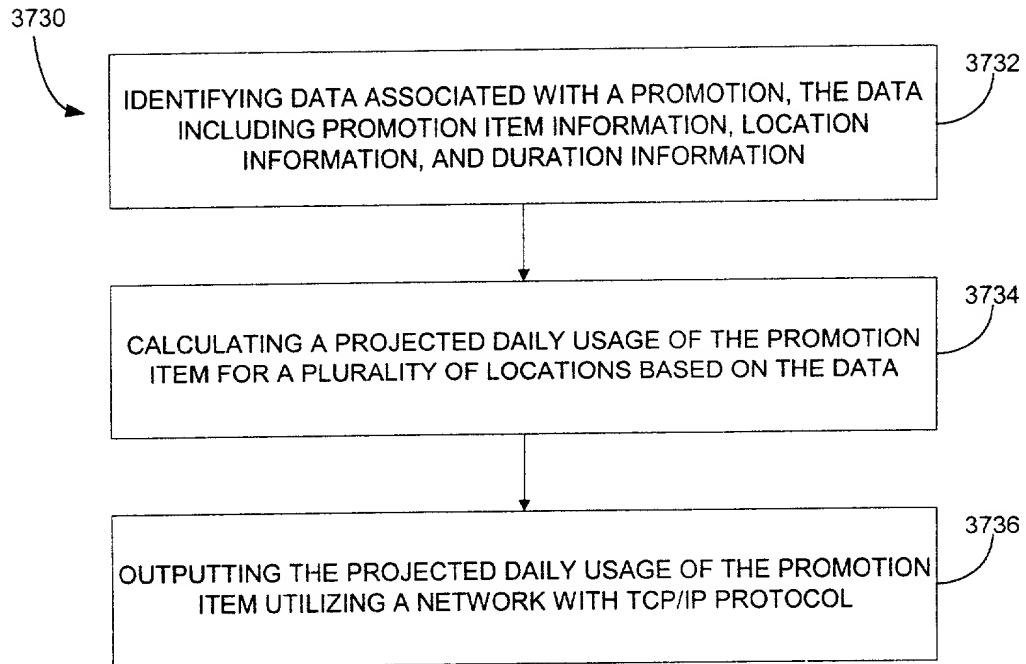 3730
3732
IDENTIFYING DATA ASSOCIATED WITH A PROMOTION, THE DATA
INCLUDING PROMOTION ITEM INFORMATION, LOCATION
INFORMATION, AND DURATION INFORMATION
3734
CALCULATING A PROJECTED DAILY USAGE OF THE PROMOTION
ITEM FOR A PLURALITY OF LOCATIONS BASED ON THE DATA
3736
OUTPUTTING THE PROJECTED DAILY USAGE OF THE PROMOTION
ITEM UTILIZING A NETWORK WITH TCP/IP PROTOCOL